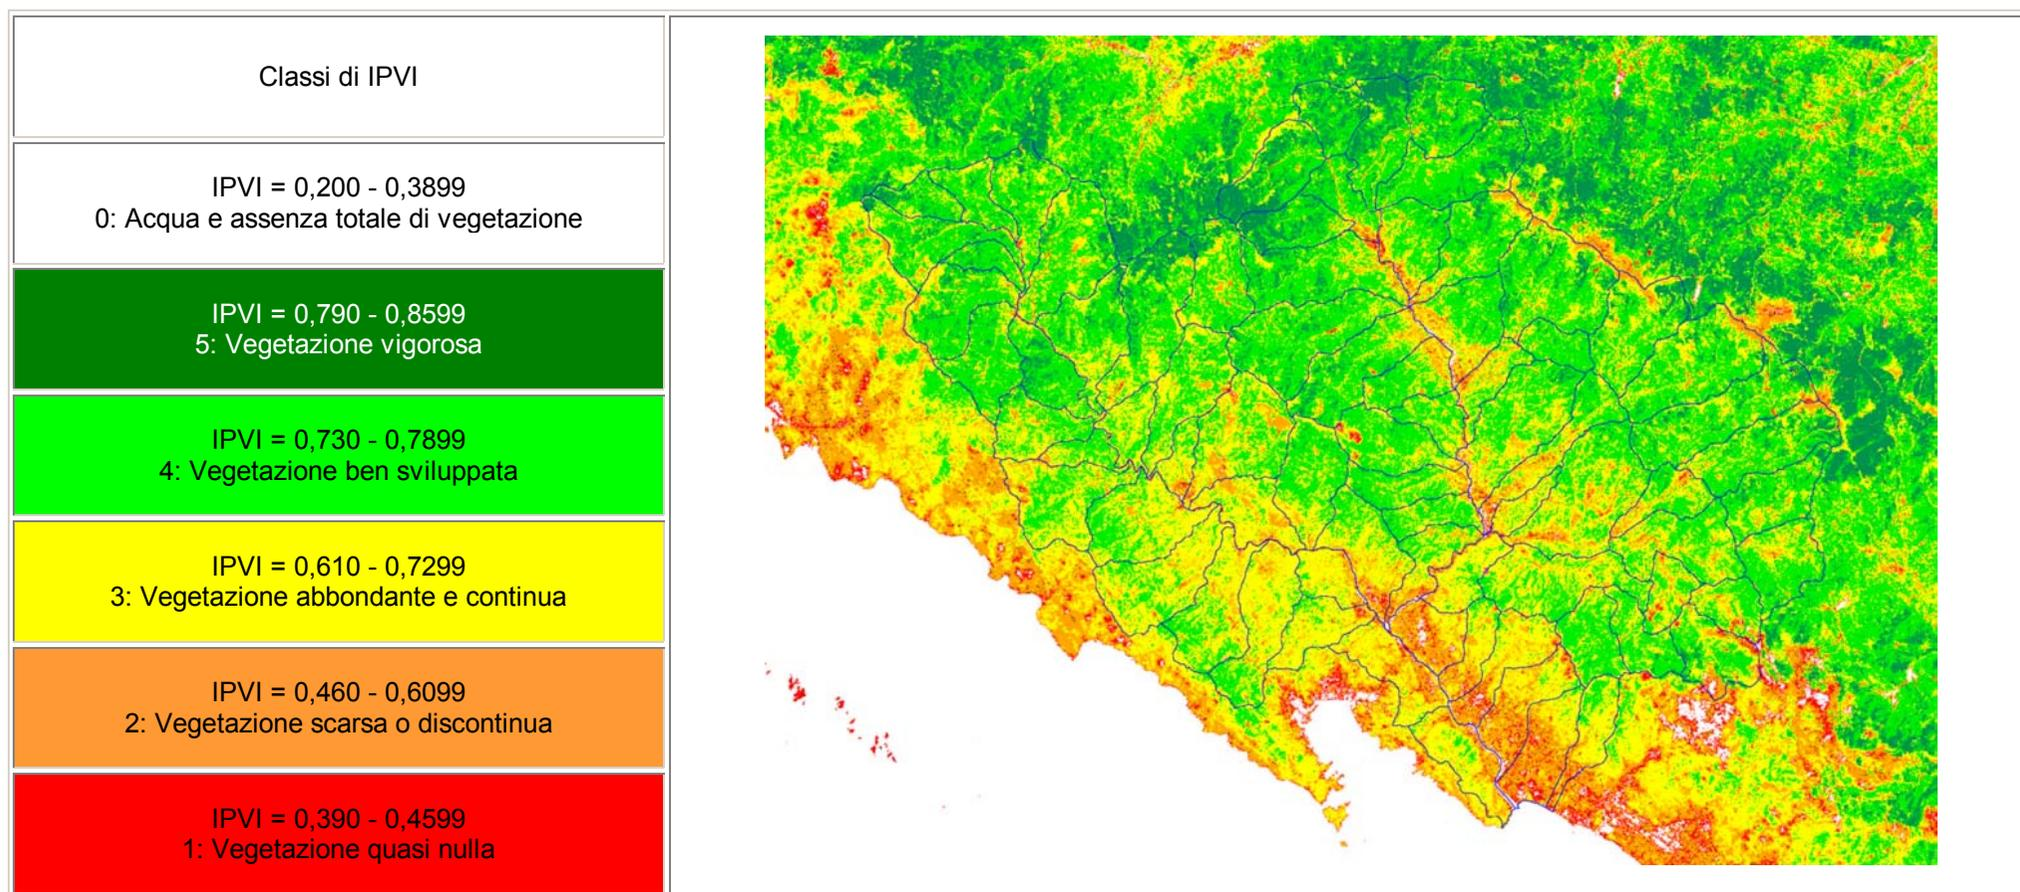 Classi di IPVI
IPVI = 0,200 - 0,3899
0: Acqua e assenza totale di vegetazione
IPVI = 0,790 - 0,8599
5: Vegetazione vigorosa
IPVI = 0,730 - 0,7899
4: Vegetazione ben sviluppata
IPVI = 0,610 - 0,7299
3: Vegetazione abbondante e continua
IPVI = 0,460 - 0,6099
2: Vegetazione scarsa o discontinua
IPVI = 0,390 - 0,4599
1: Vegetazione quasi nulla